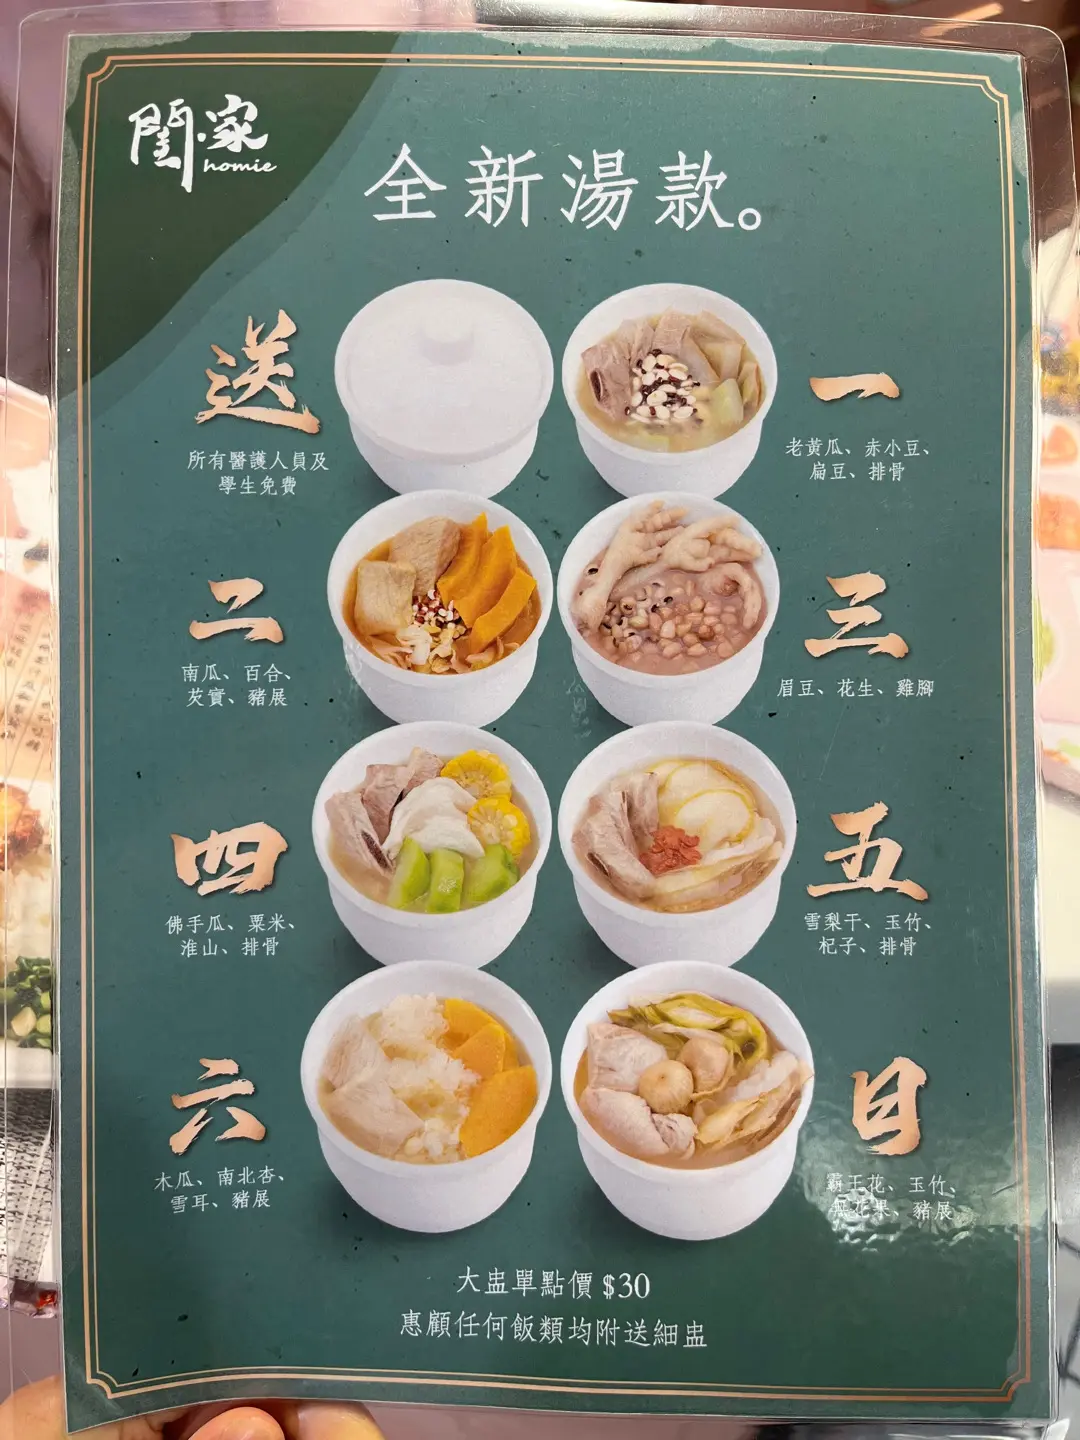 閨·家
homie
全新湯款。
送
所有醫護人員及
學生免費
一
老黃瓜、赤小豆、
扁豆、排骨
二
南瓜、百合、
芡實、豬展
三
眉豆、花生、雞腳
四
佛手瓜、粟米、
淮山、排骨
五
雪梨干、玉竹、
杞子、排骨
六
木瓜、南北杏、
雪耳、豬展
日
霸王花、玉竹、
無花果、豬展
大盅單點價 $30
惠顧任何飯類均附送細盅